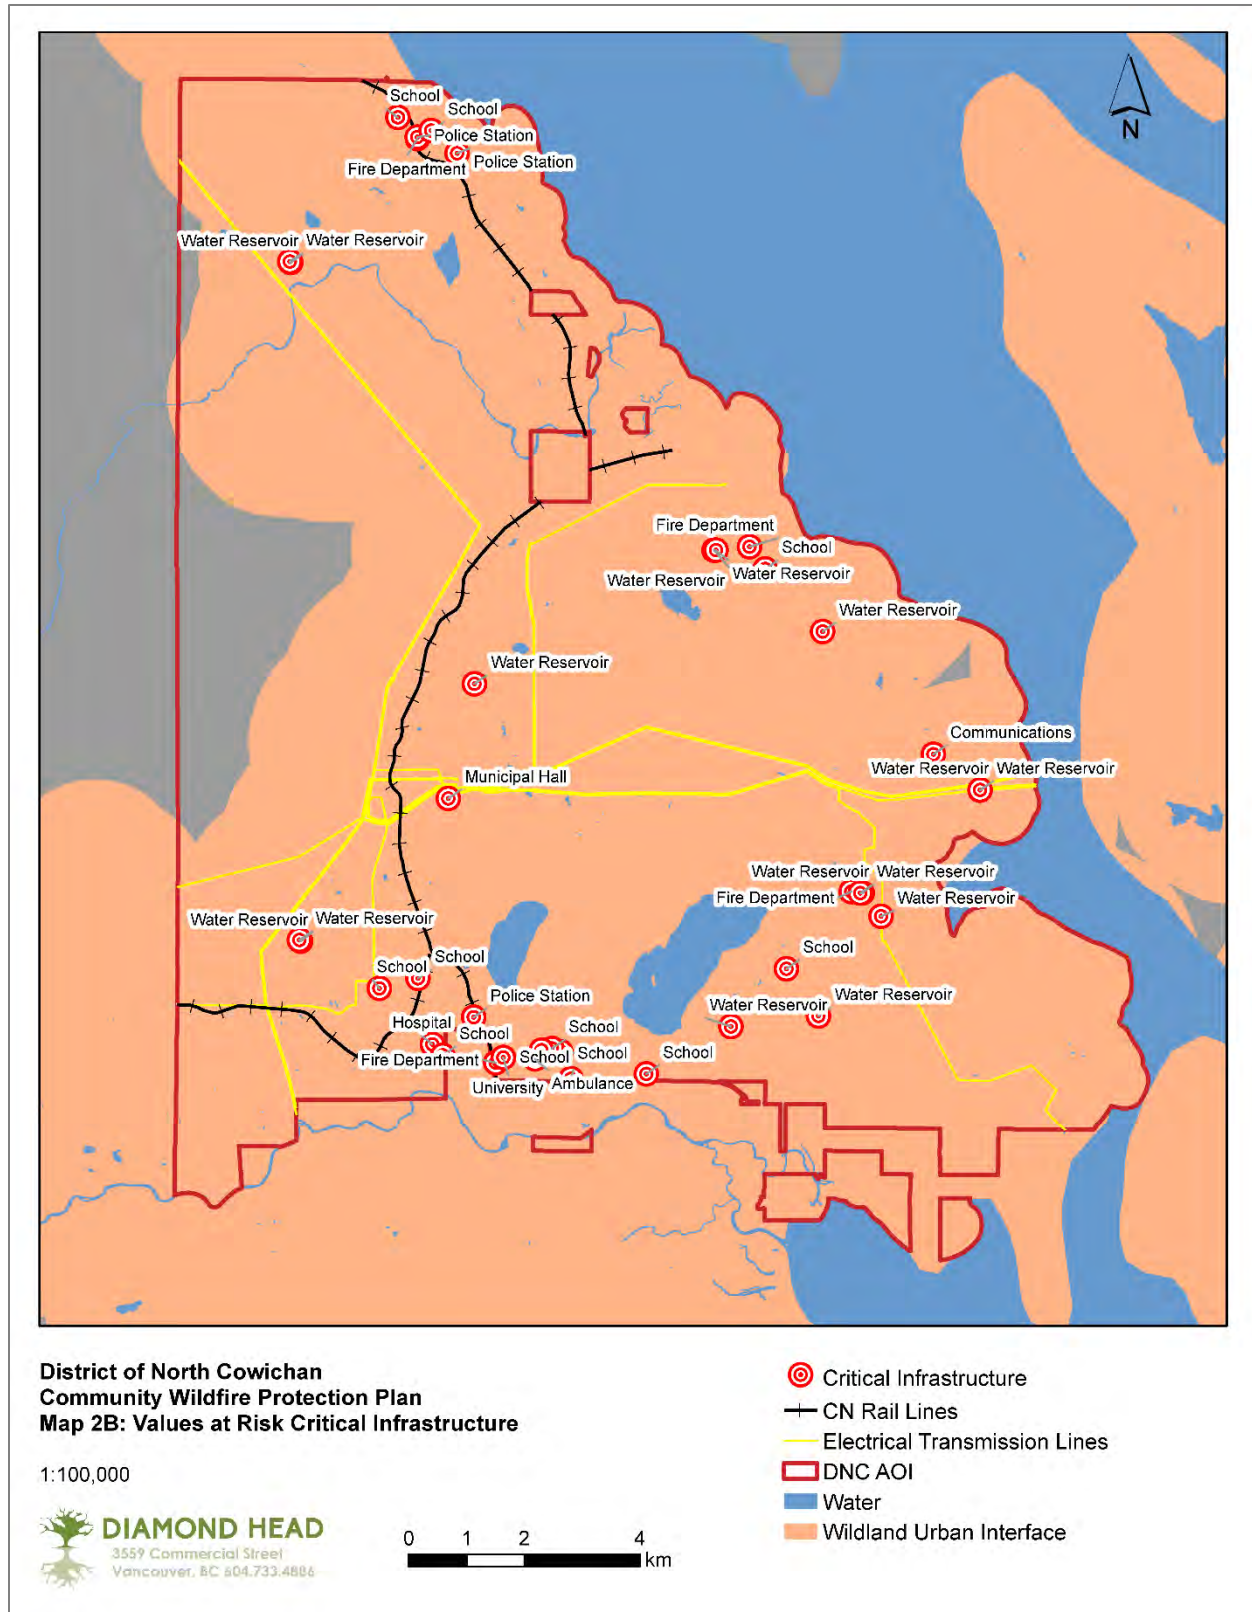 N
School
School
Police Station
Fire Department
Police Station
Water Reservoir
Water Reservoir
Fire Department
School
Water Reservoir
Water Reservoir
Water Reservoir
Water Reservoir
Communications
Water Reservoir
Water Reservoir
Municipal Hall
Water Reservoir
Water Reservoir
Fire Department
Water Reservoir
Water Reservoir
Water Reservoir
School
School
School
Police Station
Water Reservoir
Water Reservoir
Hospital
School
School
Fire Department
School
School
School
University
Ambulance
District of North Cowichan
Community Wildfire Protection Plan
Map 2B: Values at Risk Critical Infrastructure
1:100,000
DIAMOND HEAD
3559 Commercial Street
Vancouver, BC 604.733.4886
0 1 2 4
km
Critical Infrastructure
CN Rail Lines
Electrical Transmission Lines
DNC AOI
Water
Wildland Urban Interface